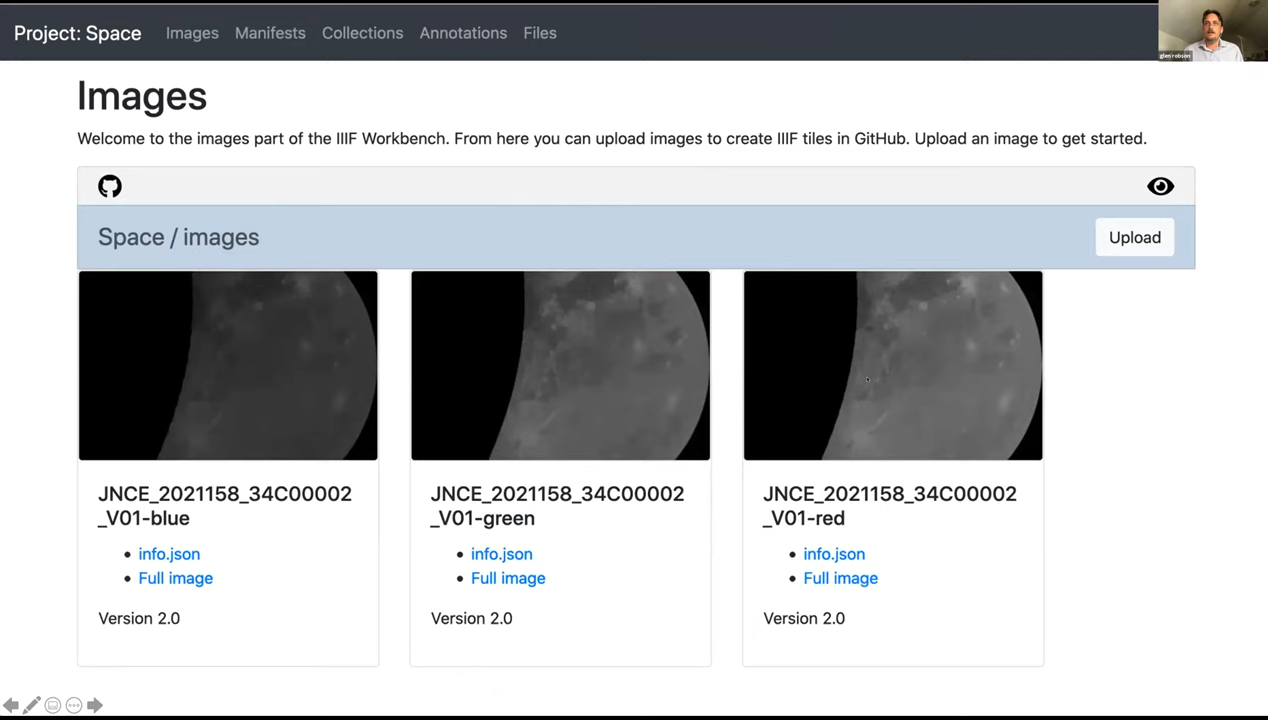 Project: Space Images Manifests Collections Annotations Files
glen robson
Images
Welcome to the images part of the IIIF Workbench. From here you can upload images to create IIIF tiles in GitHub. Upload an image to get started.
Space / images
Upload
JNCE_2021158_34C00002
_V01-blue
info.json
Full image
Version 2.0
JNCE_2021158_34C00002
_V01-green
info.json
Full image
Version 2.0
JNCE_2021158_34C00002
_V01-red
info.json
Full image
Version 2.0